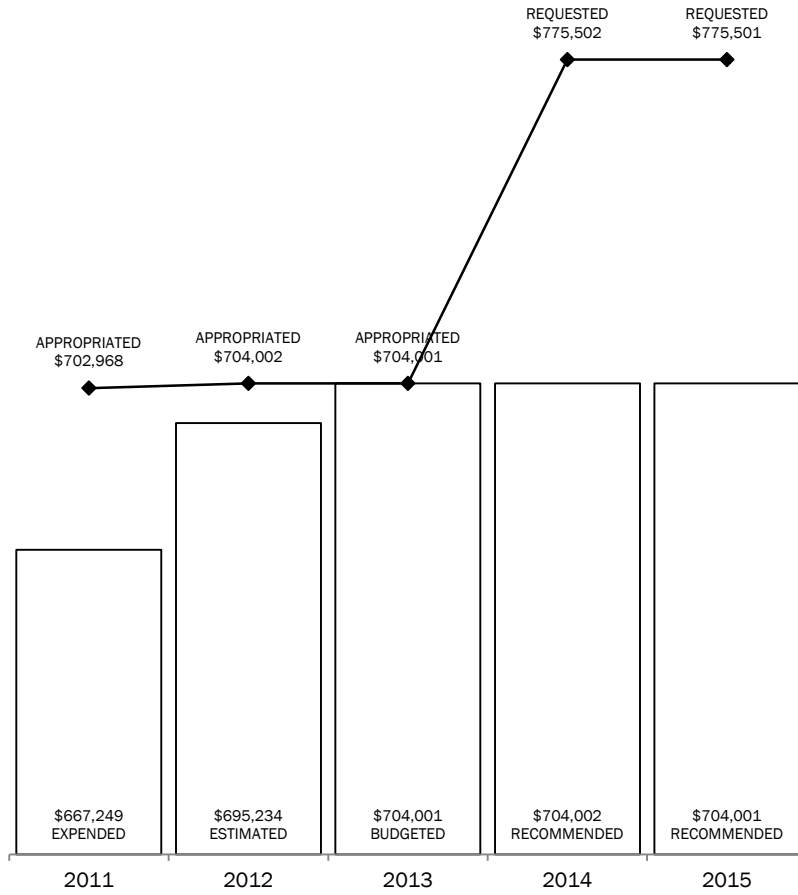 REQUESTED
$775,502
REQUESTED
$775,501
APPROPRIATED
$702,968
APPROPRIATED
$704,002
APPROPRIATED
$704,001
$667,249
EXPENDED
$695,234
ESTIMATED
$704,001
BUDGETED
$704,002
RECOMMENDED
$704,001
RECOMMENDED
2011
2012
2013
2014
2015